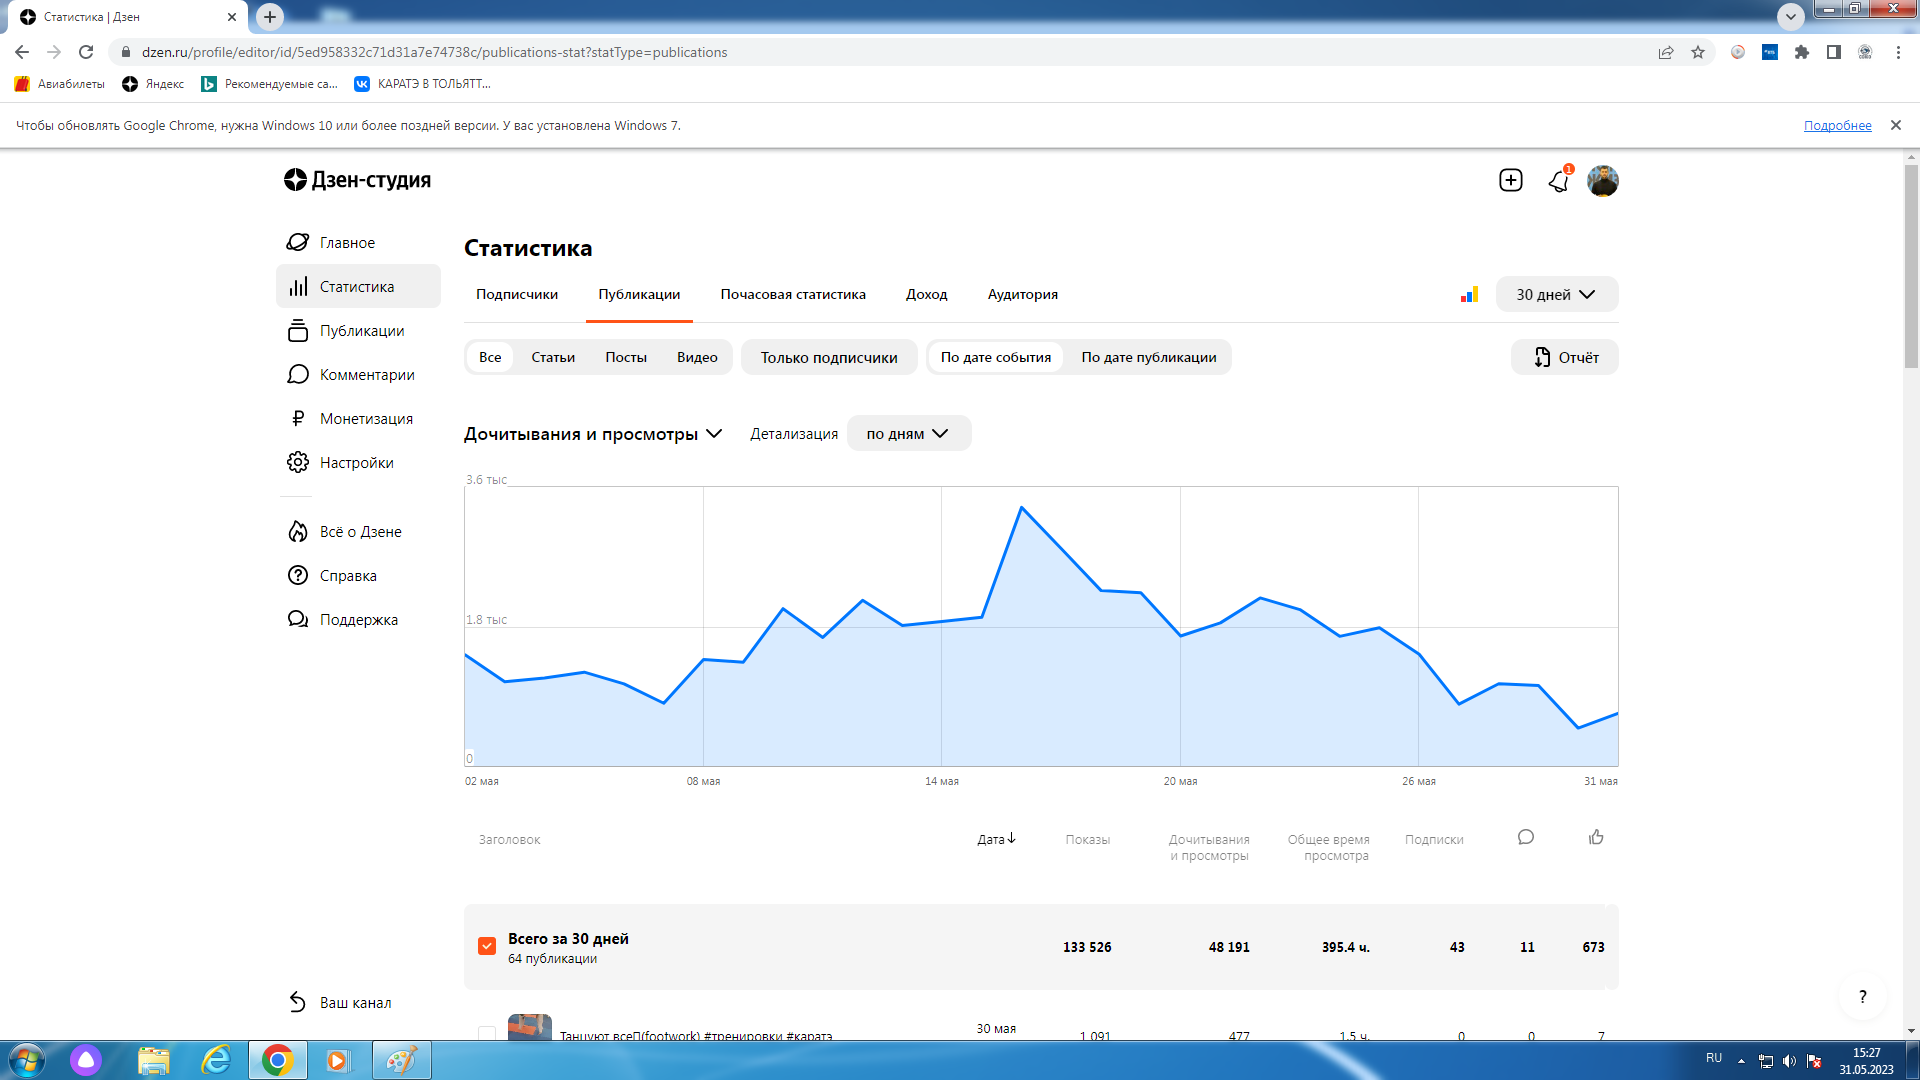 Статистика | Дзен
dzen.ru/profile/editor/id/5ed958332c71d31a7e74738c/publications-stat?statType=publications
Авиабилеты
Яндекс
Рекомендуемые са...
КАРАТЭ В ТОЛЬЯТТ...
Чтобы обновлять Google Chrome, нужна Windows 10 или более поздней версии. У вас установлена Windows 7.
Подробнее
Дзен-студия
1
Главное
Статистика
Публикации
Комментарии
Монетизация
Настройки
Всё о Дзене
Справка
Поддержка
Ваш канал
Статистика
Подписчики
Публикации
Почасовая статистика
Доход
Аудитория
30 дней
Все
Статьи
Посты
Видео
Только подписчики
По дате события
По дате публикации
Отчёт
Дочитывания и просмотры
Детализация
по дням
3.6 тыс
1.8 тыс
0
02 мая
08 мая
14 мая
20 мая
26 мая
31 мая
Заголовок
Дата
Показы
Дочитывания
и просмотры
Общее время
просмотра
Подписки
Всего за 30 дней
64 публикации
133 526
48 191
395.4 ч.
43
11
673
Танцуют все(footwork) #тренировки #каратэ
30 мая
1 091
477
1.5 ч.
0
0
7
?
RU
15:27
31.05.2023